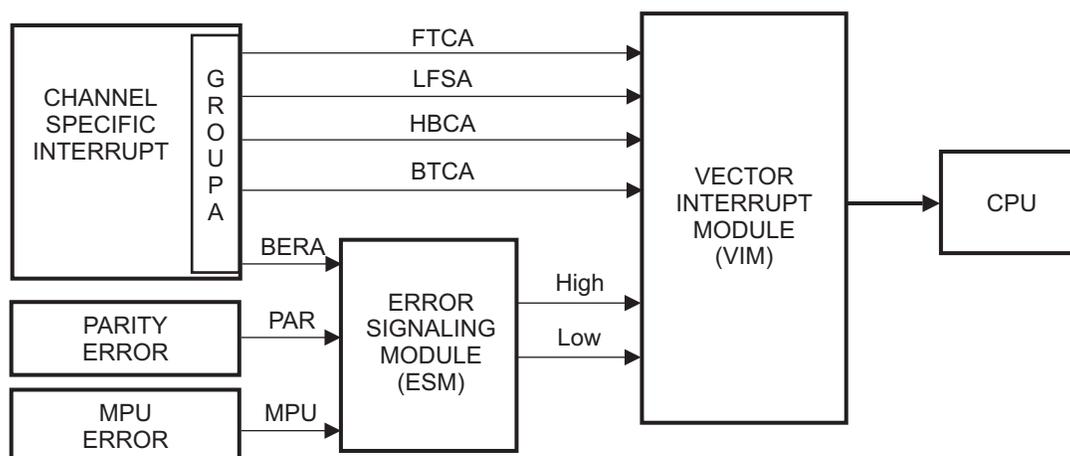 CHANNEL
SPECIFIC
INTERRUPT
G
R
O
U
P
A
FTCA
LFSA
HBCA
BTCA
BERA
PARITY
ERROR
PAR
MPU
ERROR
MPU
ERROR
SIGNALING
MODULE
(ESM)
High
Low
VECTOR
INTERRUPT
MODULE
(VIM)
CPU